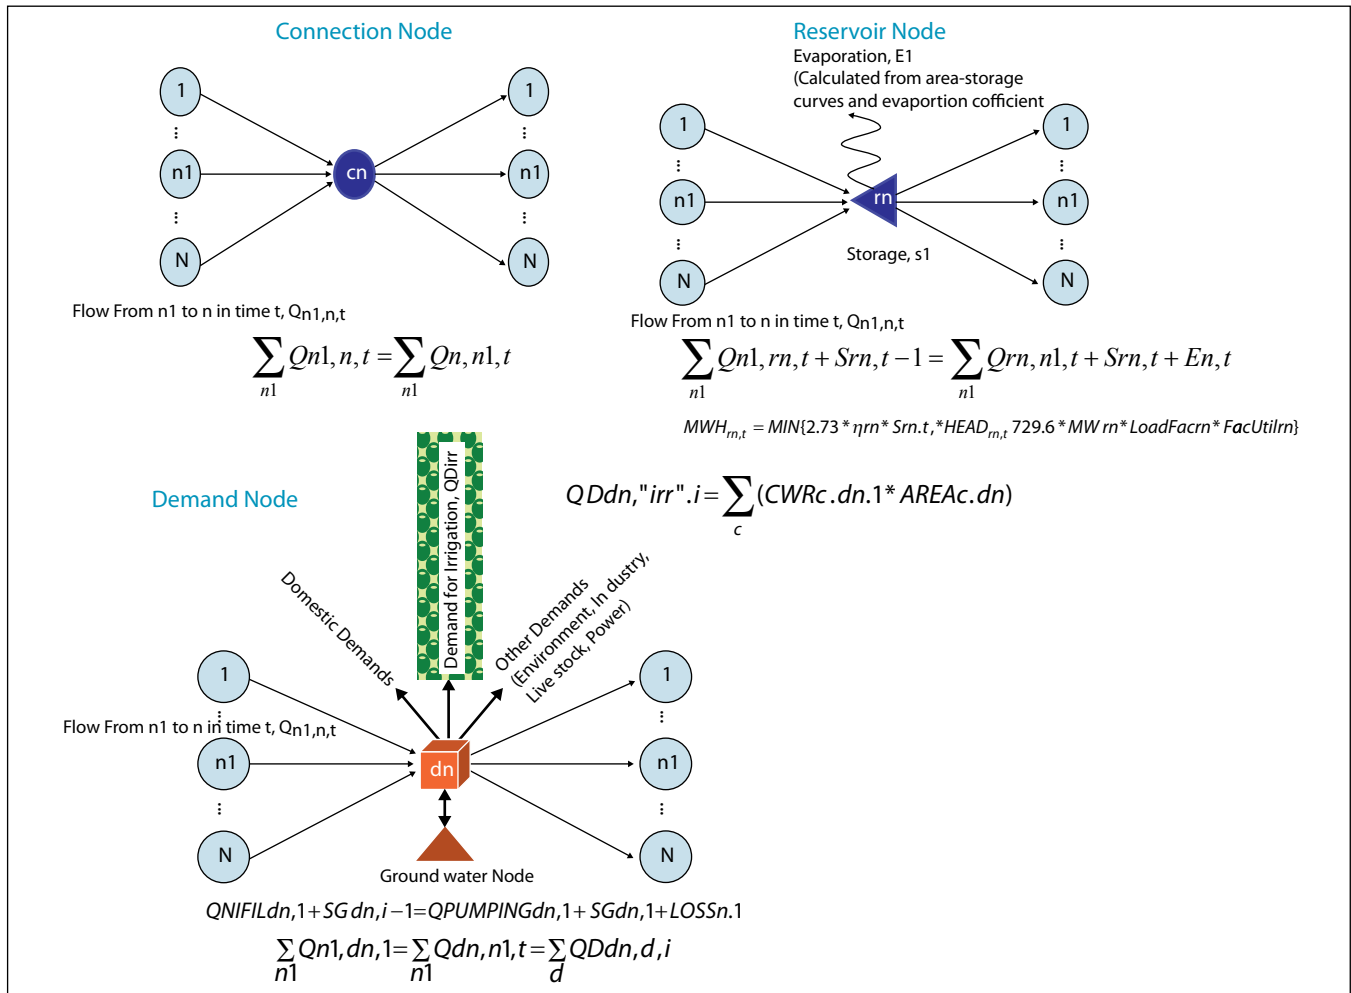 Connection Node
1
1
n1
cn
n1
N
N
Flow From n1 to n in time t, Qn1,n,t
∑ Qn1,n,t = ∑ Qn,n1,t
n1 n1
Reservoir Node
Evaporation, E1
(Calculated from area-storage
curves and evaportion cofficient
1
1
n1
rn
n1
Storage, s1
N
N
Flow From n1 to n in time t, Qn1,n,t
∑ Qn1,rn,t + Srn,t −1 = ∑ Qrn,n1,t + Srn,t + En,t
n1 n1
MWHrn,t = MIN{2.73 * ηrn* Srn.t ,*HEADrn,t 729.6 * MW rn* LoadFacrn* FacUtilrn}
Demand Node
QDdn,"irr".i = ∑ (CWRc.dn.1* AREAc.dn)
c
Domestic Demands
Demand for Irrigation, QDirr
Other Demands
(Environment, In dustry,
Live stock, Power)
1
1
Flow From n1 to n in time t, Qn1,n,t
n1
dn
n1
N
N
Ground water Node
QNIFILdn,1+SG dn,i −1=QPUMPINGdn,1+SGdn,1+LOSSn.1
∑ Qn1,dn,1= ∑ Qdn,n1,t = ∑ QDdn,d,i
n1 n1 d